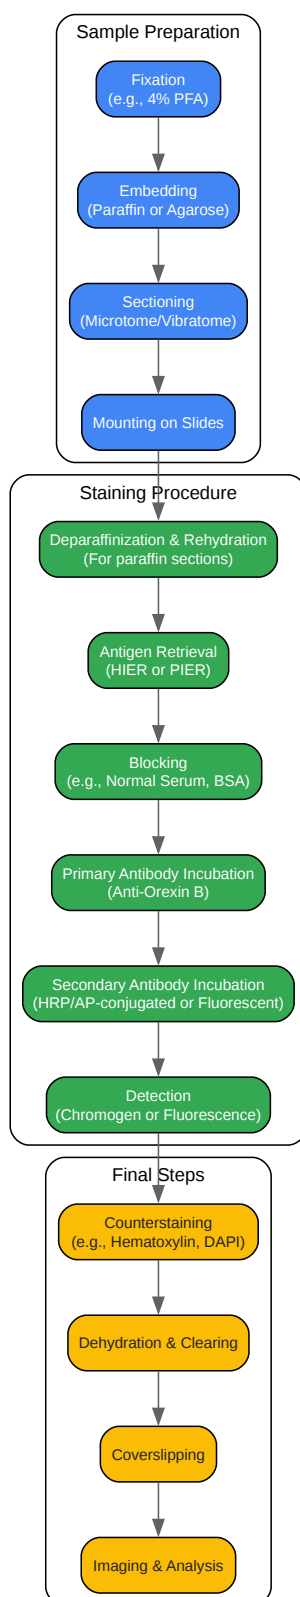 Sample Preparation
Fixation
(e.g., 4% PFA)
Embedding
(Paraffin or Agarose)
Sectioning
(Microtome/Vibratome)
Mounting on Slides
Staining Procedure
Deparaffinization & Rehydration
(For paraffin sections)
Antigen Retrieval
(HIER or PIER)
Blocking
(e.g., Normal Serum, BSA)
Primary Antibody Incubation
(Anti-Orexin B)
Secondary Antibody Incubation
(HRP/AP-conjugated or Fluorescent)
Detection
(Chromogen or Fluorescence)
Final Steps
Counterstaining
(e.g., Hematoxylin, DAPI)
Dehydration & Clearing
Coverslipping
Imaging & Analysis